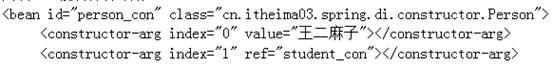 <bean id="person_con" class="cn.itheima03.spring.di.constructor.Person">
<constructor-arg index="0" value="王二麻子"></constructor-arg>
<constructor-arg index="1" ref="student_con"></constructor-arg>